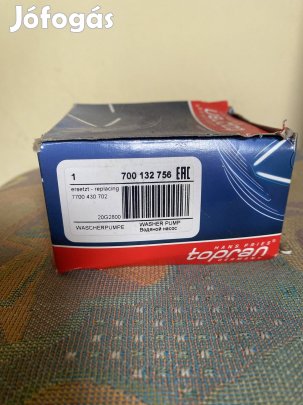 Jófogás
1 700 132 756 EAC
ersetzt - replacing
7700 430 702
20G2800
WASCHERPUMPE WASHER PUMP
Водяной насос
HANS PRIES
topran
GERMANY